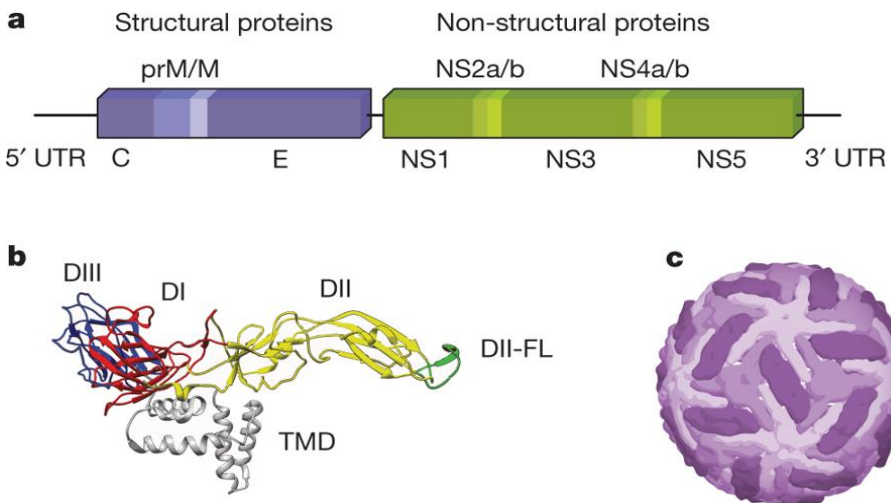 a
Structural proteins Non-structural proteins
prM/M NS2a/b NS4a/b
5′ UTR C E NS1 NS3 NS5 3′ UTR
b
DIII DI DII
DII-FL
TMD
c